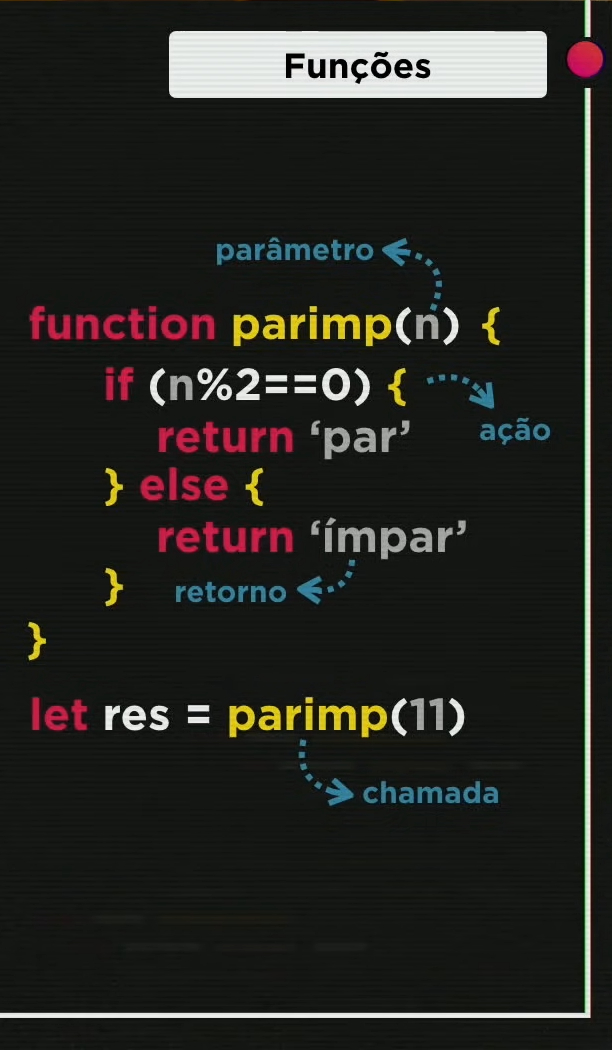 Funções
parâmetro
function parimp(n) {
if (n%2==0) {
ação
return ‘par’
} else {
return ‘ímpar’
} retorno
}
let res = parimp(11)
chamada